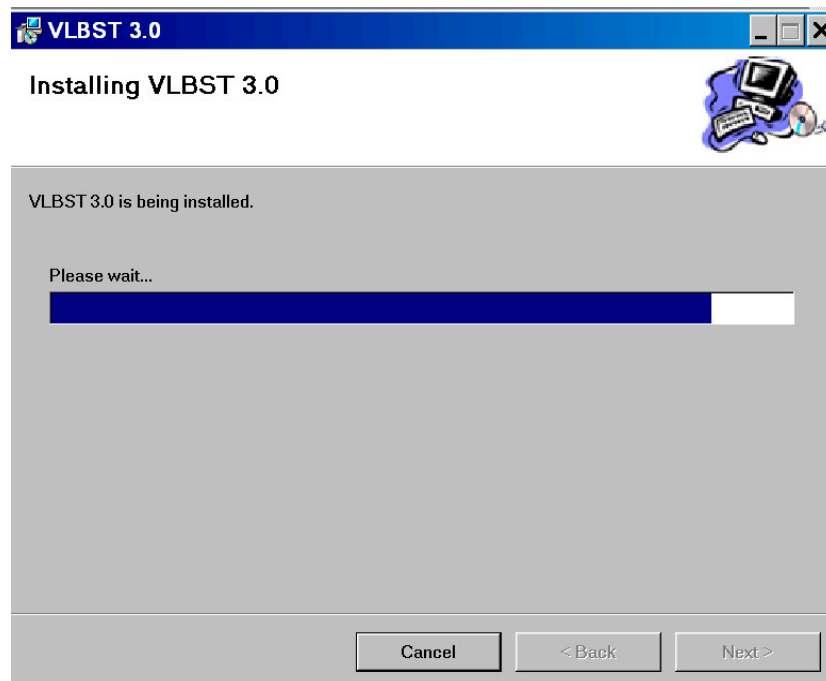 VLBST 3.0
Installing VLBST 3.0
VLBST 3.0 is being installed.
Please wait...
Cancel
< Back
Next >